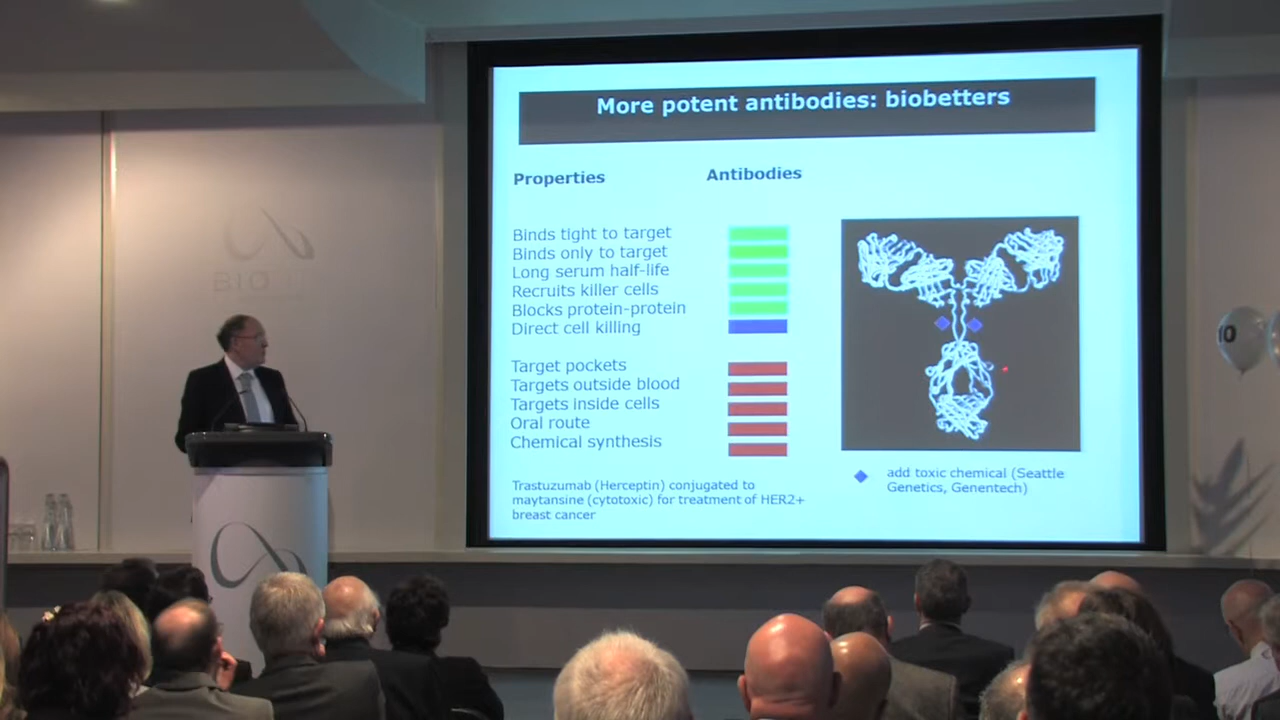 More potent antibodies: biobetters
Properties
Antibodies
Binds tight to target
Binds only to target
Long serum half-life
Recruits killer cells
Blocks protein-protein
Direct cell killing
Target pockets
Targets outside blood
Targets inside cells
Oral route
Chemical synthesis
Trastuzumab (Herceptin) conjugated to
maytansine (cytotoxic) for treatment of HER2+
breast cancer
add toxic chemical (Seattle
Genetics, Genentech)
10